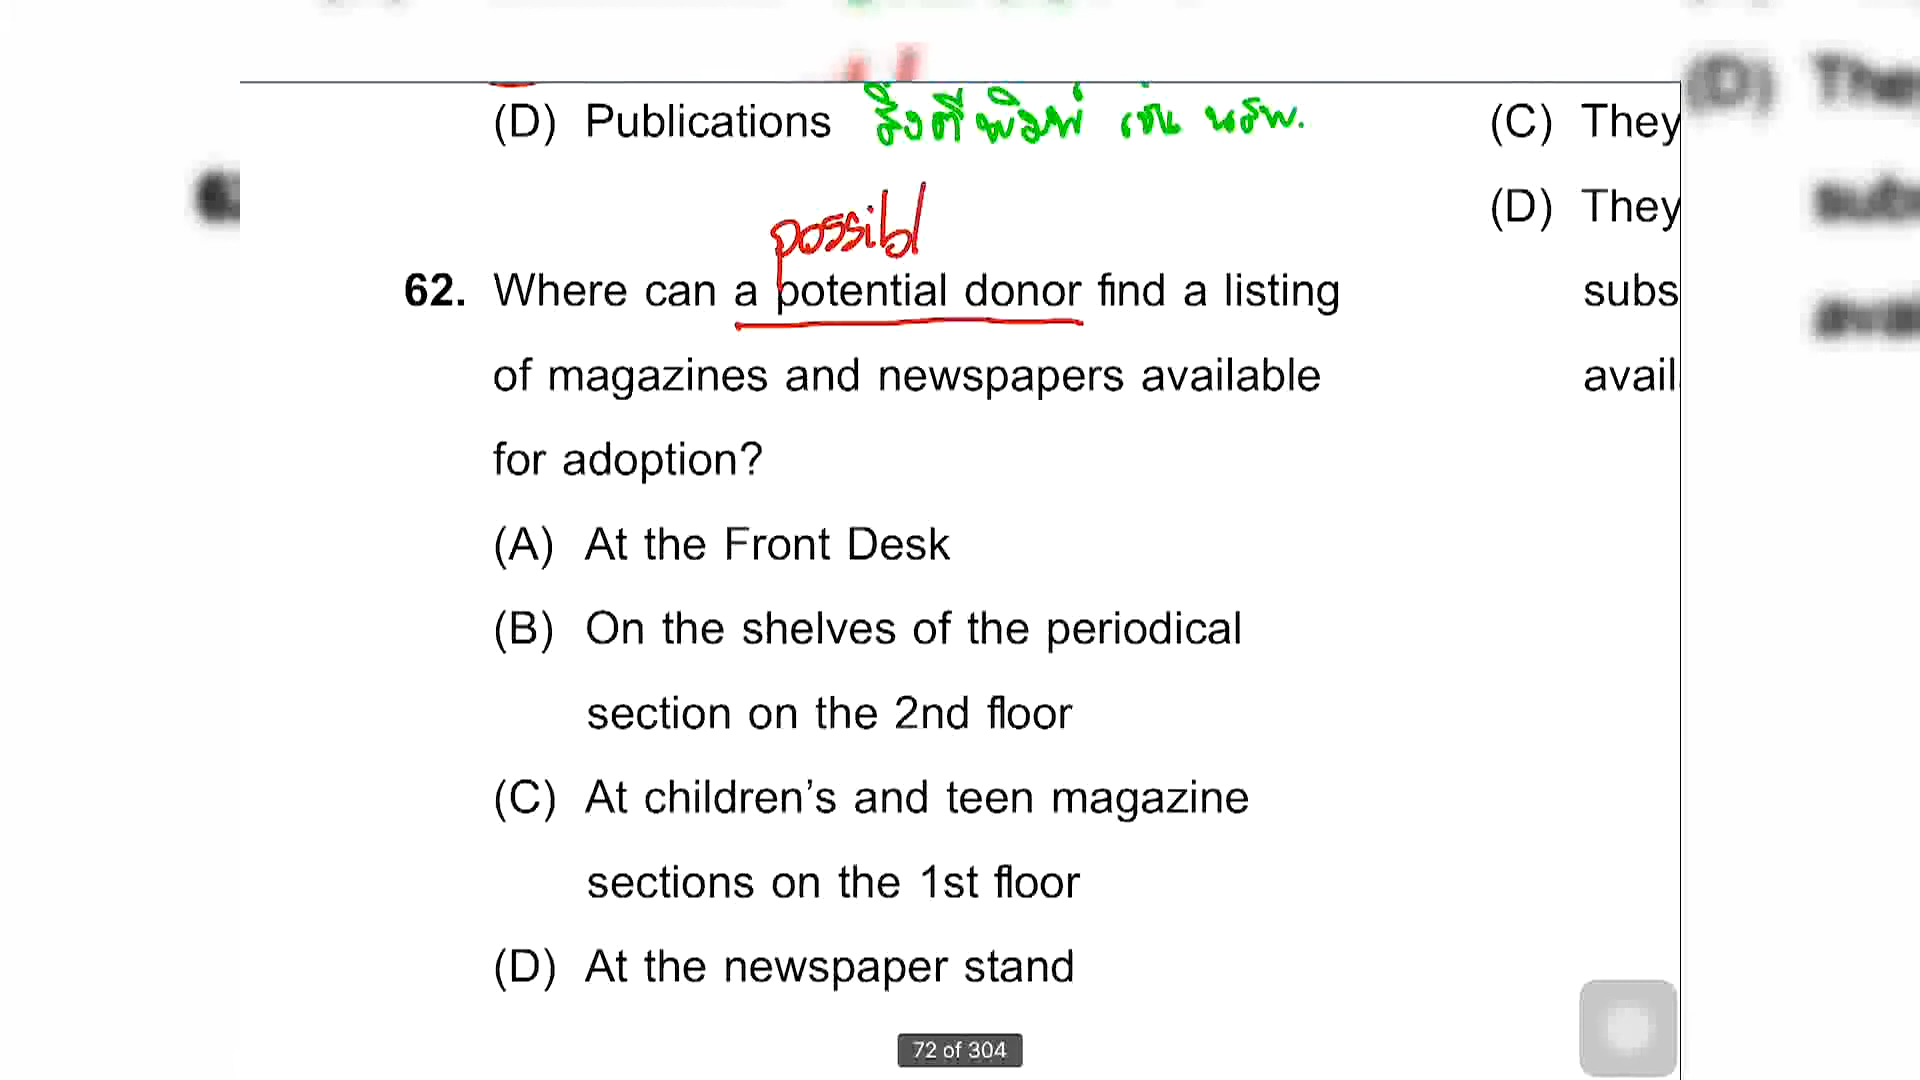 (D) Publications สิ่งตีพิมพ์ เช่น นสพ.
possibl
62. Where can a potential donor find a listing
of magazines and newspapers available
for adoption?
(A) At the Front Desk
(B) On the shelves of the periodical
section on the 2nd floor
(C) At children’s and teen magazine
sections on the 1st floor
(D) At the newspaper stand
(C) They
(D) They
subs
avail
72 of 304